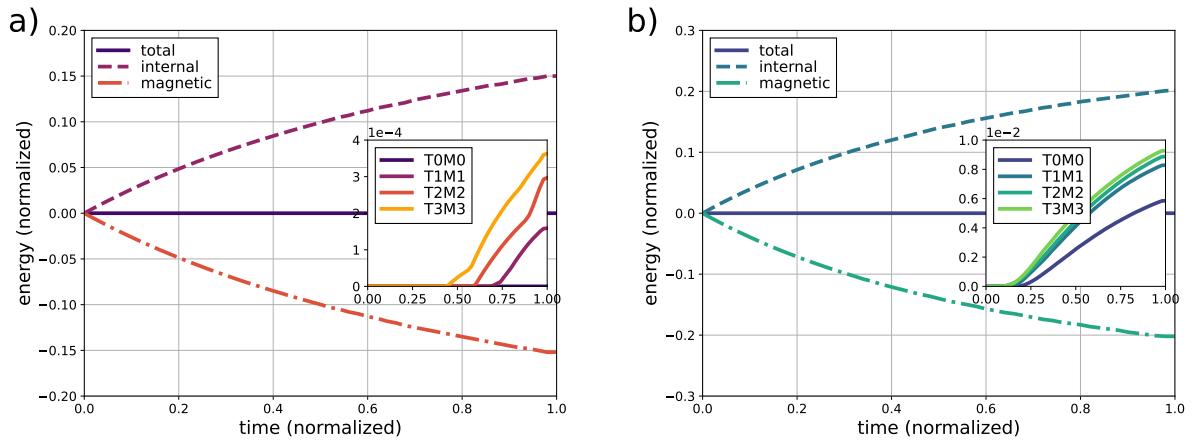 a)
total
internal
magnetic
energy (normalized)
0.20
0.15
0.10
0.05
0.00
−0.05
−0.10
−0.15
−0.20
0.0 0.2 0.4 0.6 0.8 1.0
time (normalized)
1e−4
T0M0
T1M1
T2M2
T3M3
4
3
2
1
0
0.00 0.25 0.50 0.75 1.00
b)
total
internal
magnetic
energy (normalized)
0.3
0.2
0.1
0.0
−0.1
−0.2
−0.3
0.0 0.2 0.4 0.6 0.8 1.0
time (normalized)
1e−2
T0M0
T1M1
T2M2
T3M3
1.0
0.8
0.6
0.4
0.2
0.0
0.00 0.25 0.50 0.75 1.00